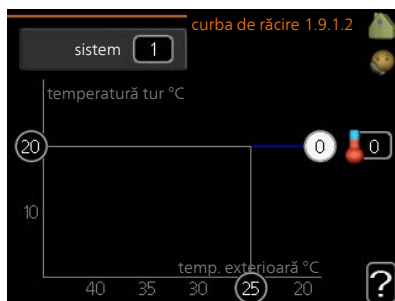 curba de răcire 1.9.1.2
sistem 1
temperatură tur °C
20
0
0
10
temp. exterioară °C
40 35 30 25 20
?